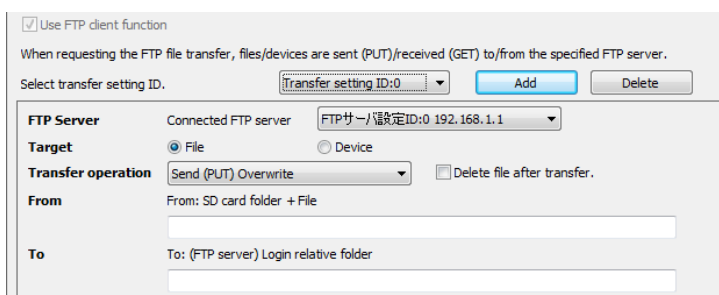 Use FTP client function
When requesting the FTP file transfer, files/devices are sent (PUT)/received (GET) to/from the specified FTP server.
Select transfer setting ID. Transfer setting ID:0 Add Delete
FTP Server Connected FTP server FTPサーバ設定ID:0 192.168.1.1
Target File Device
Transfer operation Send (PUT) Overwrite Delete file after transfer.
From From: SD card folder + File
To To: (FTP server) Login relative folder